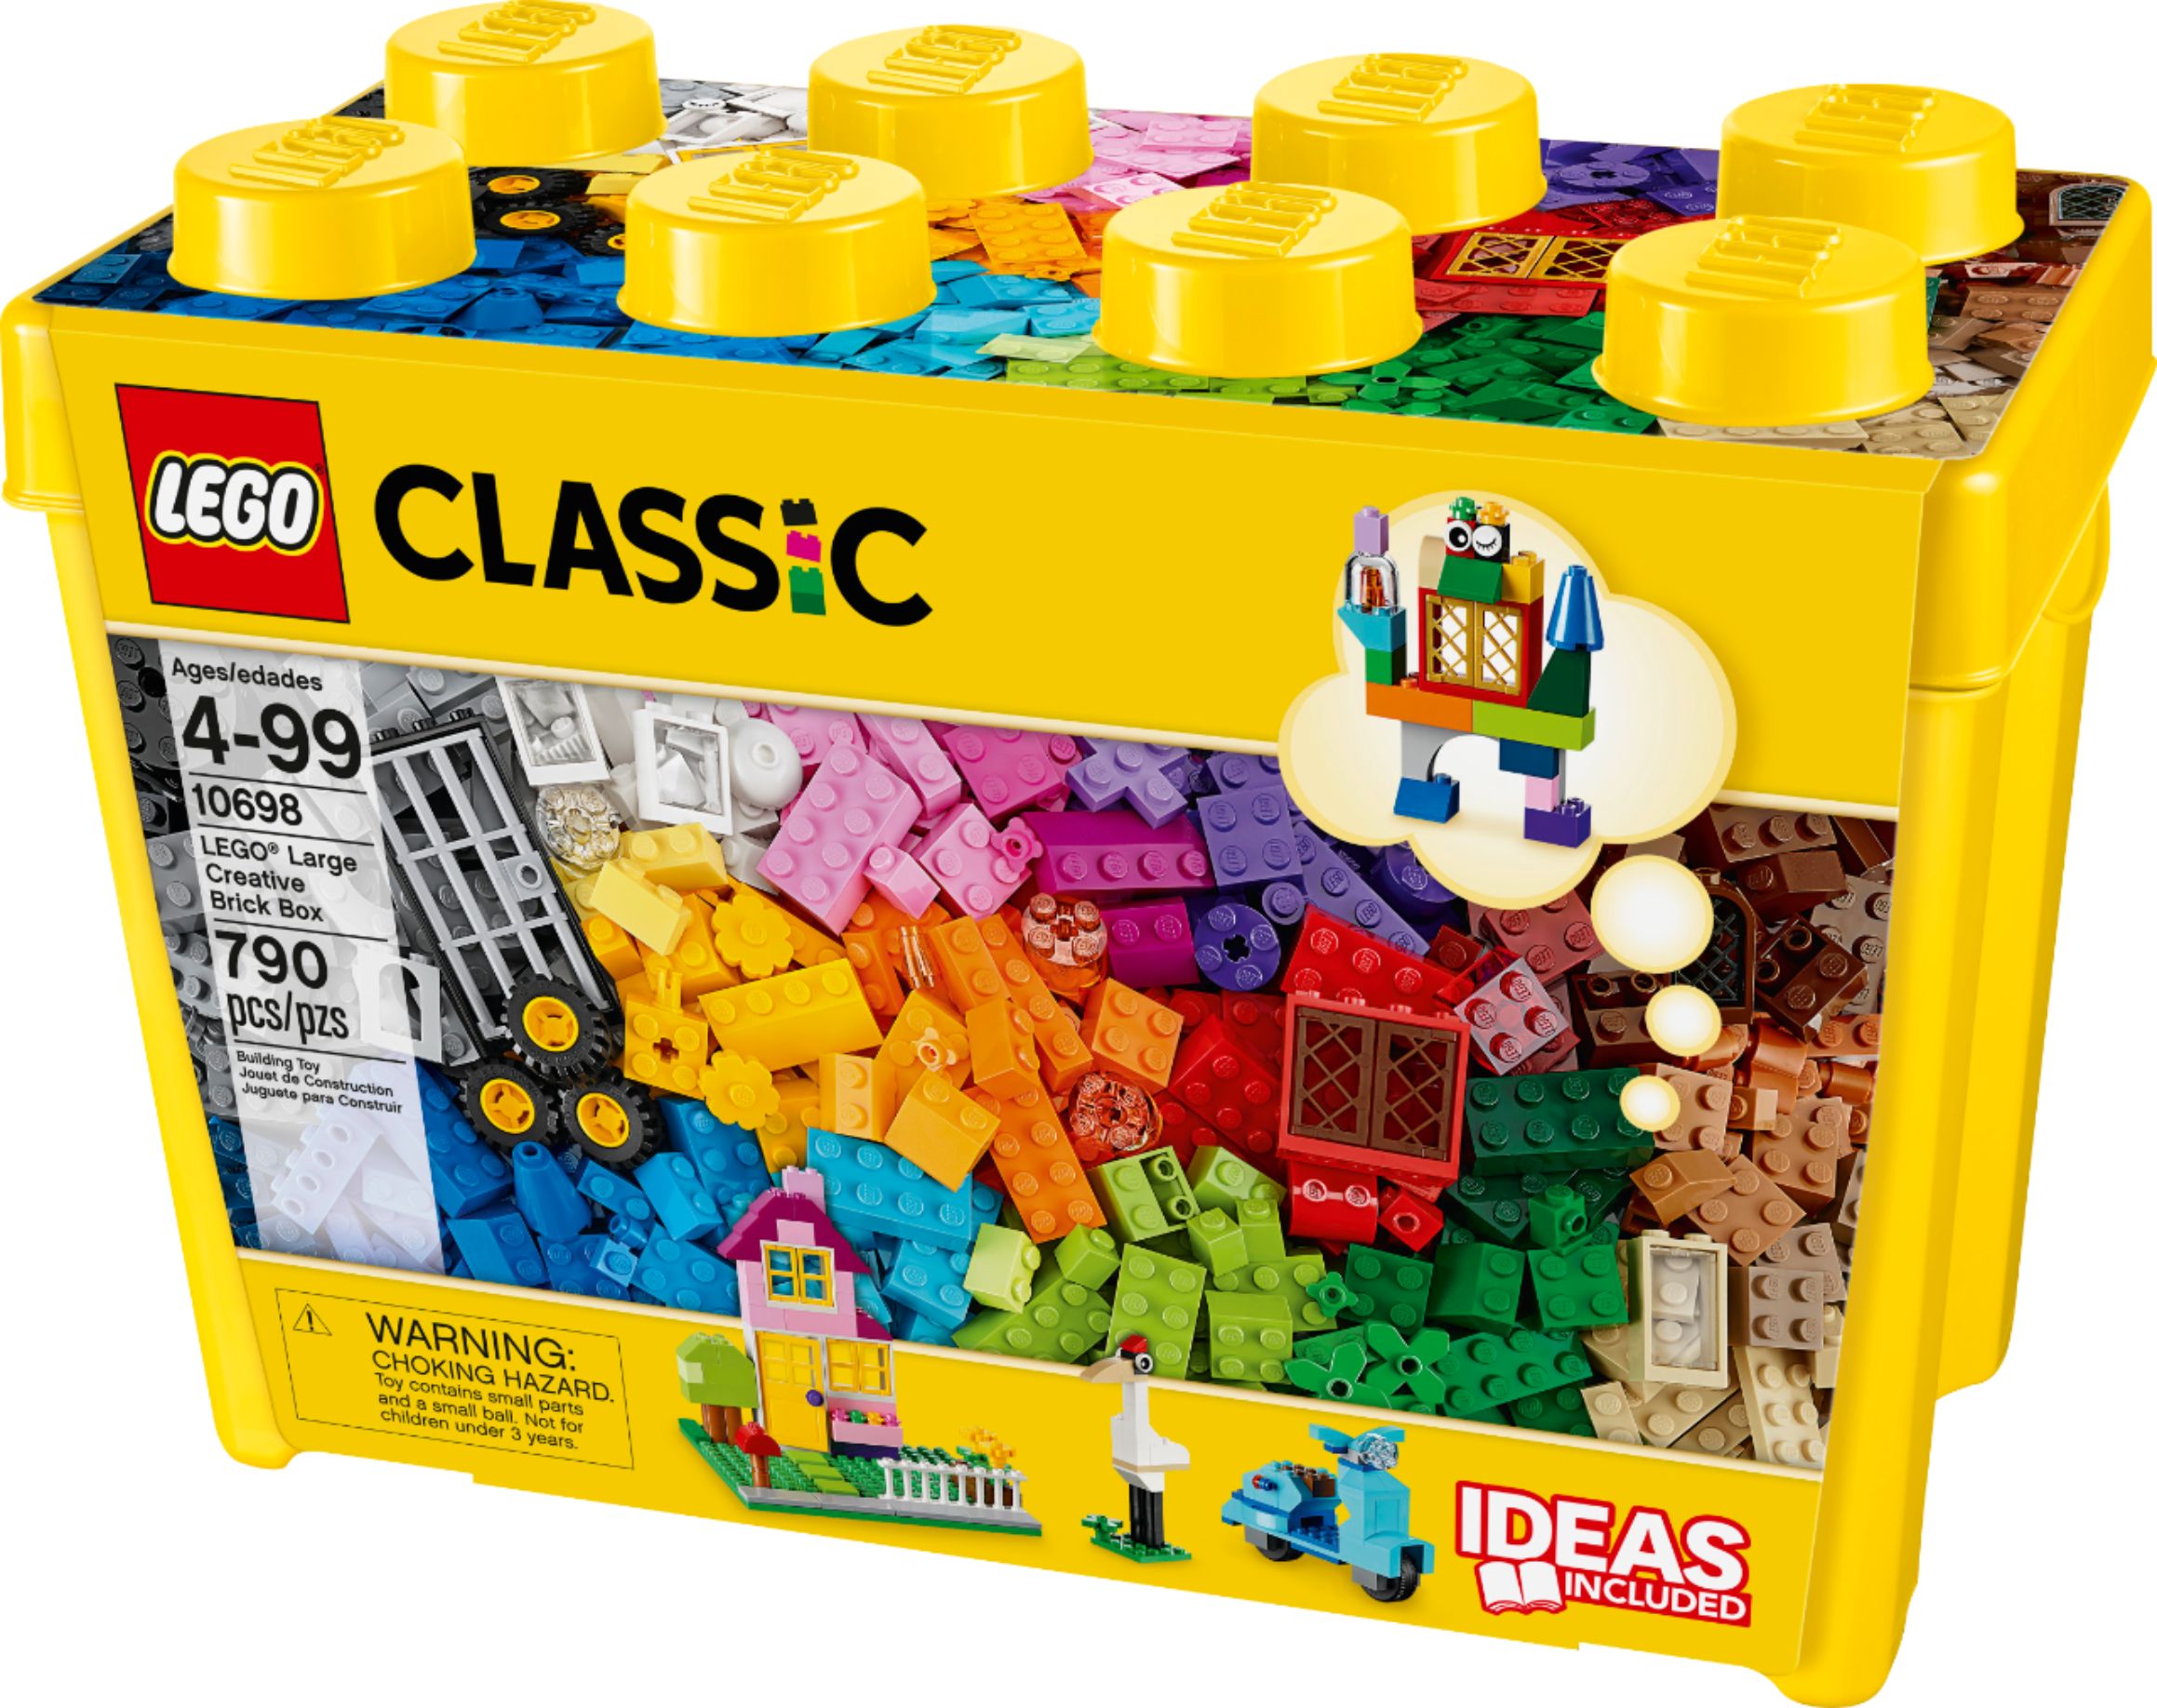 LEGO®
CLASSiC
Ages/edades
4-99
10698
LEGO® Large
Creative
Brick Box
790
pcs/pzs
Building Toy
Jouet de Construction
Juguete para Construir
WARNING:
CHOKING HAZARD.
Toy contains small parts
and a small ball. Not for
children under 3 years.
IDEAS
INCLUDED